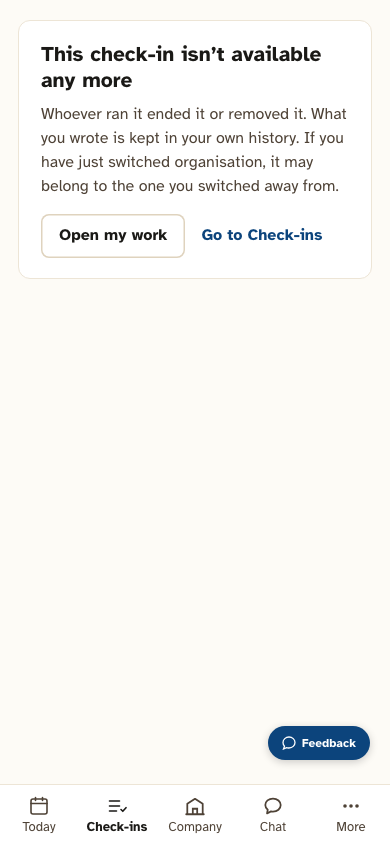 This check-in isn’t available
any more
Whoever ran it ended it or removed it. What
you wrote is kept in your own history. If you
have just switched organisation, it may
belong to the one you switched away from.
Open my work
Go to Check-ins
Feedback
Today
Check-ins
Company
Chat
More